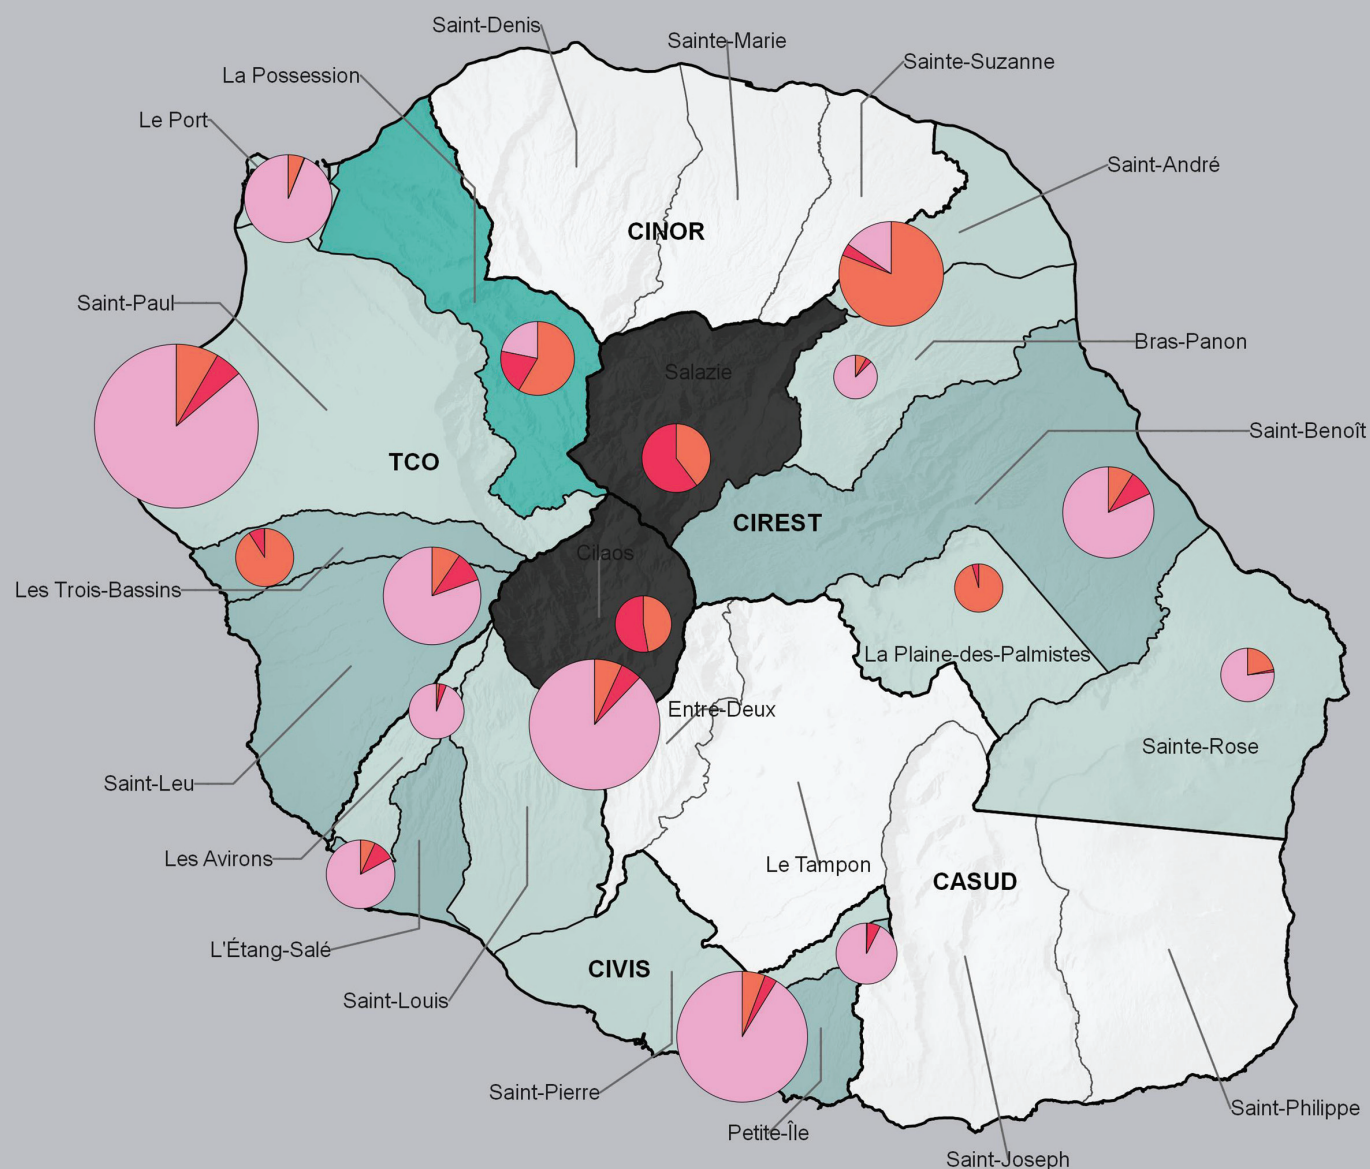 Saint-Denis
Sainte-Marie
Sainte-Suzanne
La Possession
Le Port
Saint-André
CINOR
Saint-Paul
Bras-Panon
Salazie
Saint-Benoît
TCO
CIREST
Cilaos
Les Trois-Bassins
La Plaine-des-Palmistes
Entre-Deux
Sainte-Rose
Saint-Leu
Les Avirons
Le Tampon
CASUD
L'Étang-Salé
CIVIS
Saint-Louis
Saint-Pierre
Saint-Philippe
Petite-Île
Saint-Joseph